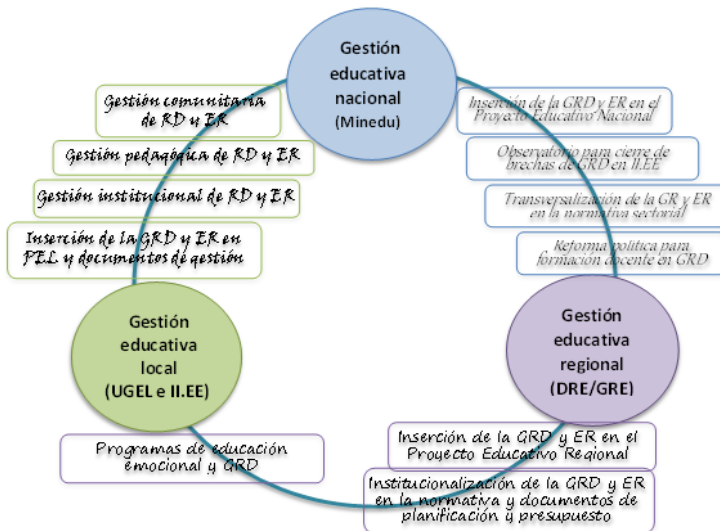 Gestión
educativa
nacional
(Minedu)
Gestión comunitaria
de RD y ER
Gestión pedagógica de RD y ER
Gestión institucional de RD y ER
Inserción de la GRD y ER en
PEL y documentos de gestión
Inserción de la GRD y ER en el
Proyecto Educativo Nacional
Observatorio para cierre de
brechas de GRD en II.EE
Transversalización de la GR y ER
en la normativa sectorial
Reforma política para
formación docente en GRD
Gestión
educativa
local
(UGEL e II.EE)
Gestión
educativa
regional
(DRE/GRE)
Programas de educación
emocional y GRD
Inserción de la GRD y ER en el
Proyecto Educativo Regional
Institucionalización de la GRD y ER
en la normativa y documentos de
planificación y presupuesto